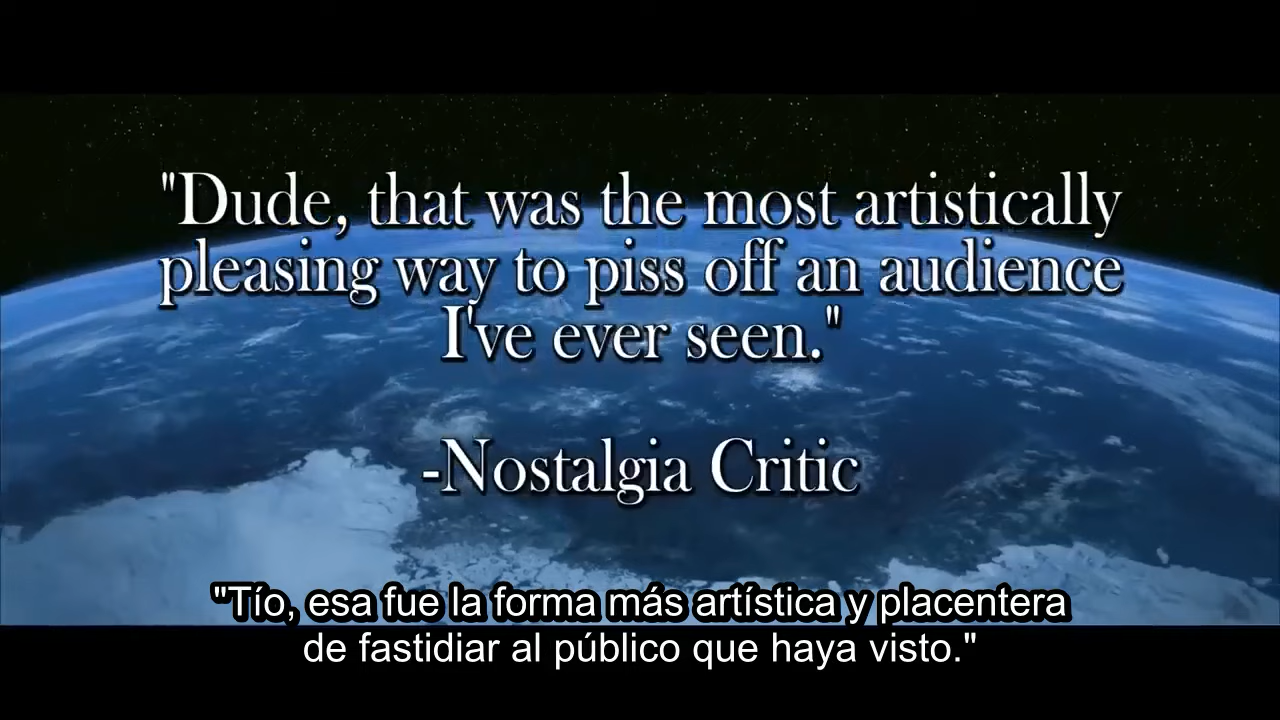 "Dude, that was the most artistically
pleasing way to piss off an audience
I've ever seen."
-Nostalgia Critic
"Tío, esa fue la forma más artística y placentera
de fastidiar al público que haya visto."